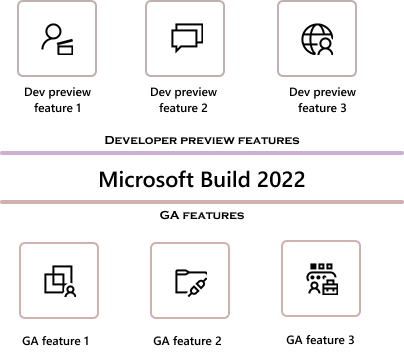 Dev preview feature 1
Dev preview feature 2
Dev preview feature 3
DEVELOPER PREVIEW FEATURES
Microsoft Build 2022
GA FEATURES
GA feature 1
GA feature 2
GA feature 3